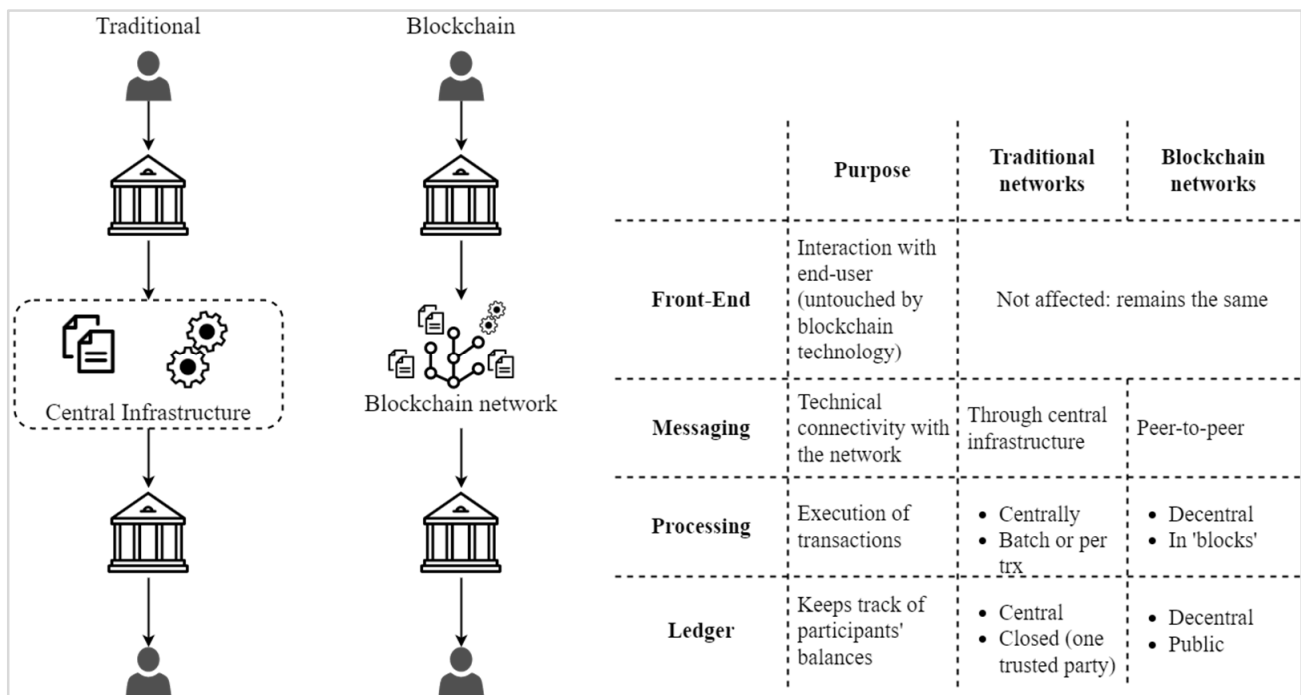 Traditional
Blockchain
Central Infrastructure
Blockchain network
Purpose
Traditional
networks
Blockchain
networks
Front-End
Interaction with
end-user
(untouched by
blockchain
technology)
Not affected: remains the same
Messaging
Technical
connectivity with
the network
Through central
infrastructure
Peer-to-peer
Processing
Execution of
transactions
• Centrally
• Batch or per
trx
• Decentral
• In 'blocks'
Ledger
Keeps track of
participants'
balances
• Central
• Closed (one
trusted party)
• Decentral
• Public